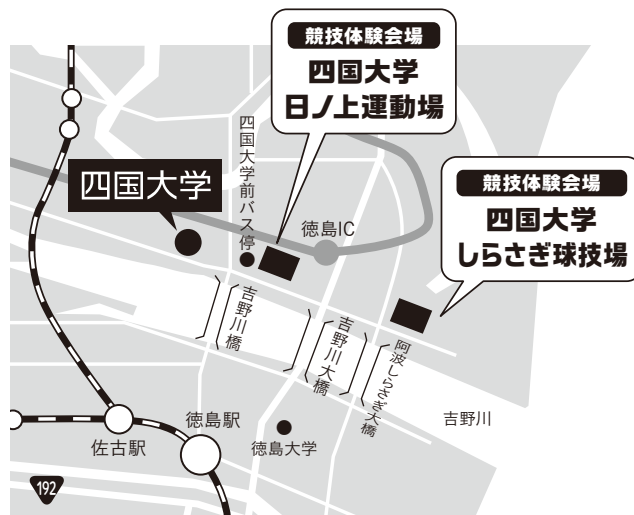 競技体験会場
四国大学
日ノ上運動場
競技体験会場
四国大学
しらさぎ球技場
四国大学
四国大学前バス停
徳島IC
吉野川橋
吉野川大橋
阿波しらさぎ大橋
吉野川
徳島駅
佐古駅
徳島大学
192